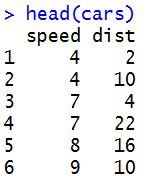 > head(cars)
  speed dist
1     4    2
2     4   10
3     7    4
4     7   22
5     8   16
6     9   10